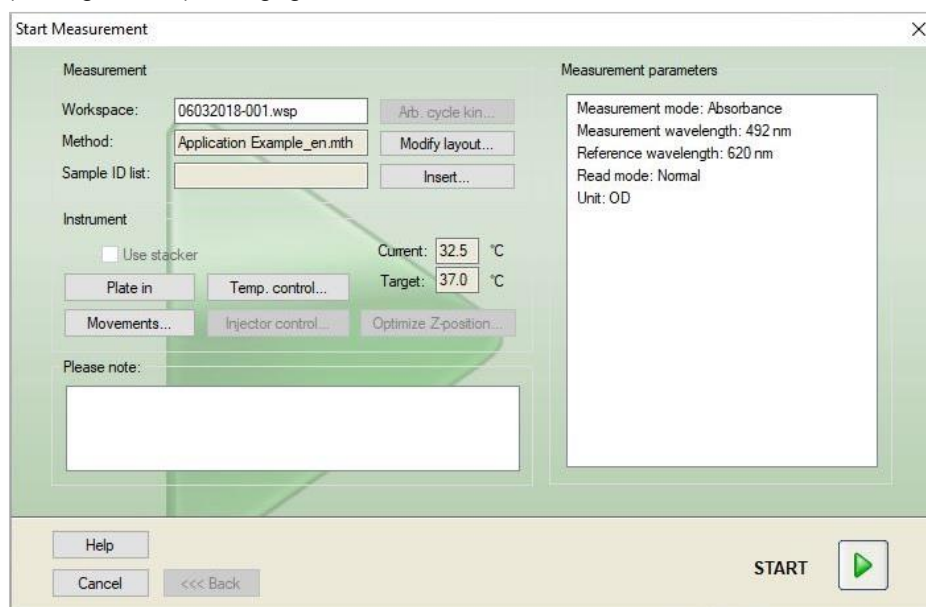 Start Measurement
Measurement
Workspace: 06032018-001.wsp Arb. cycle kin...
Method: Application Example_en.mth Modify layout...
Sample ID list: Insert...
Instrument
Use stacker Current: 32.5 °C
Plate in Temp. control... Target: 37.0 °C
Movements... Injector control... Optimize Z-position...
Please note:
Measurement parameters
Measurement mode: Absorbance
Measurement wavelength: 492 nm
Reference wavelength: 620 nm
Read mode: Normal
Unit: OD
Help
Cancel <<< Back
START